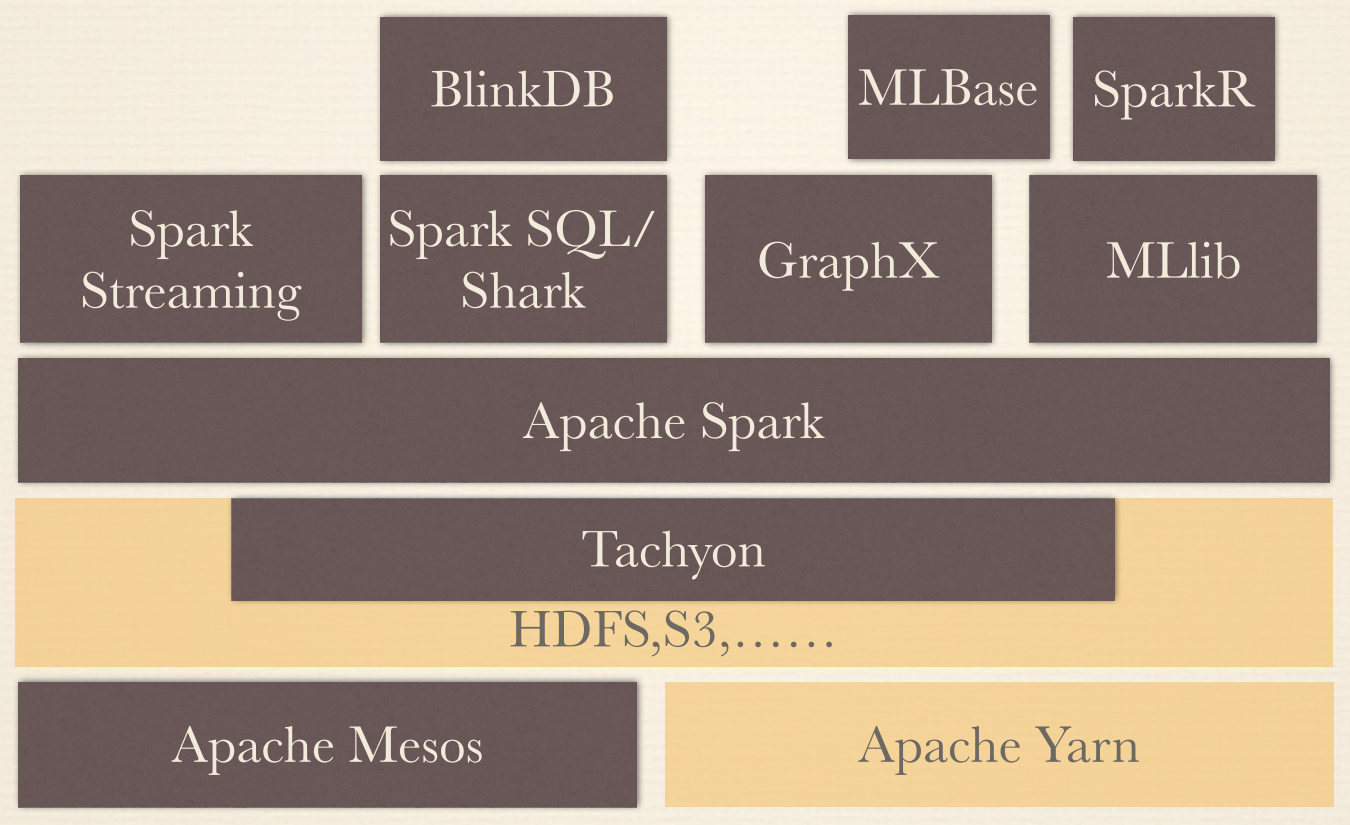 BlinkDB
MLBase
SparkR
Spark
Streaming
Spark SQL/
Shark
GraphX
MLlib
Apache Spark
Tachyon
HDFS,S3,……
Apache Mesos
Apache Yarn